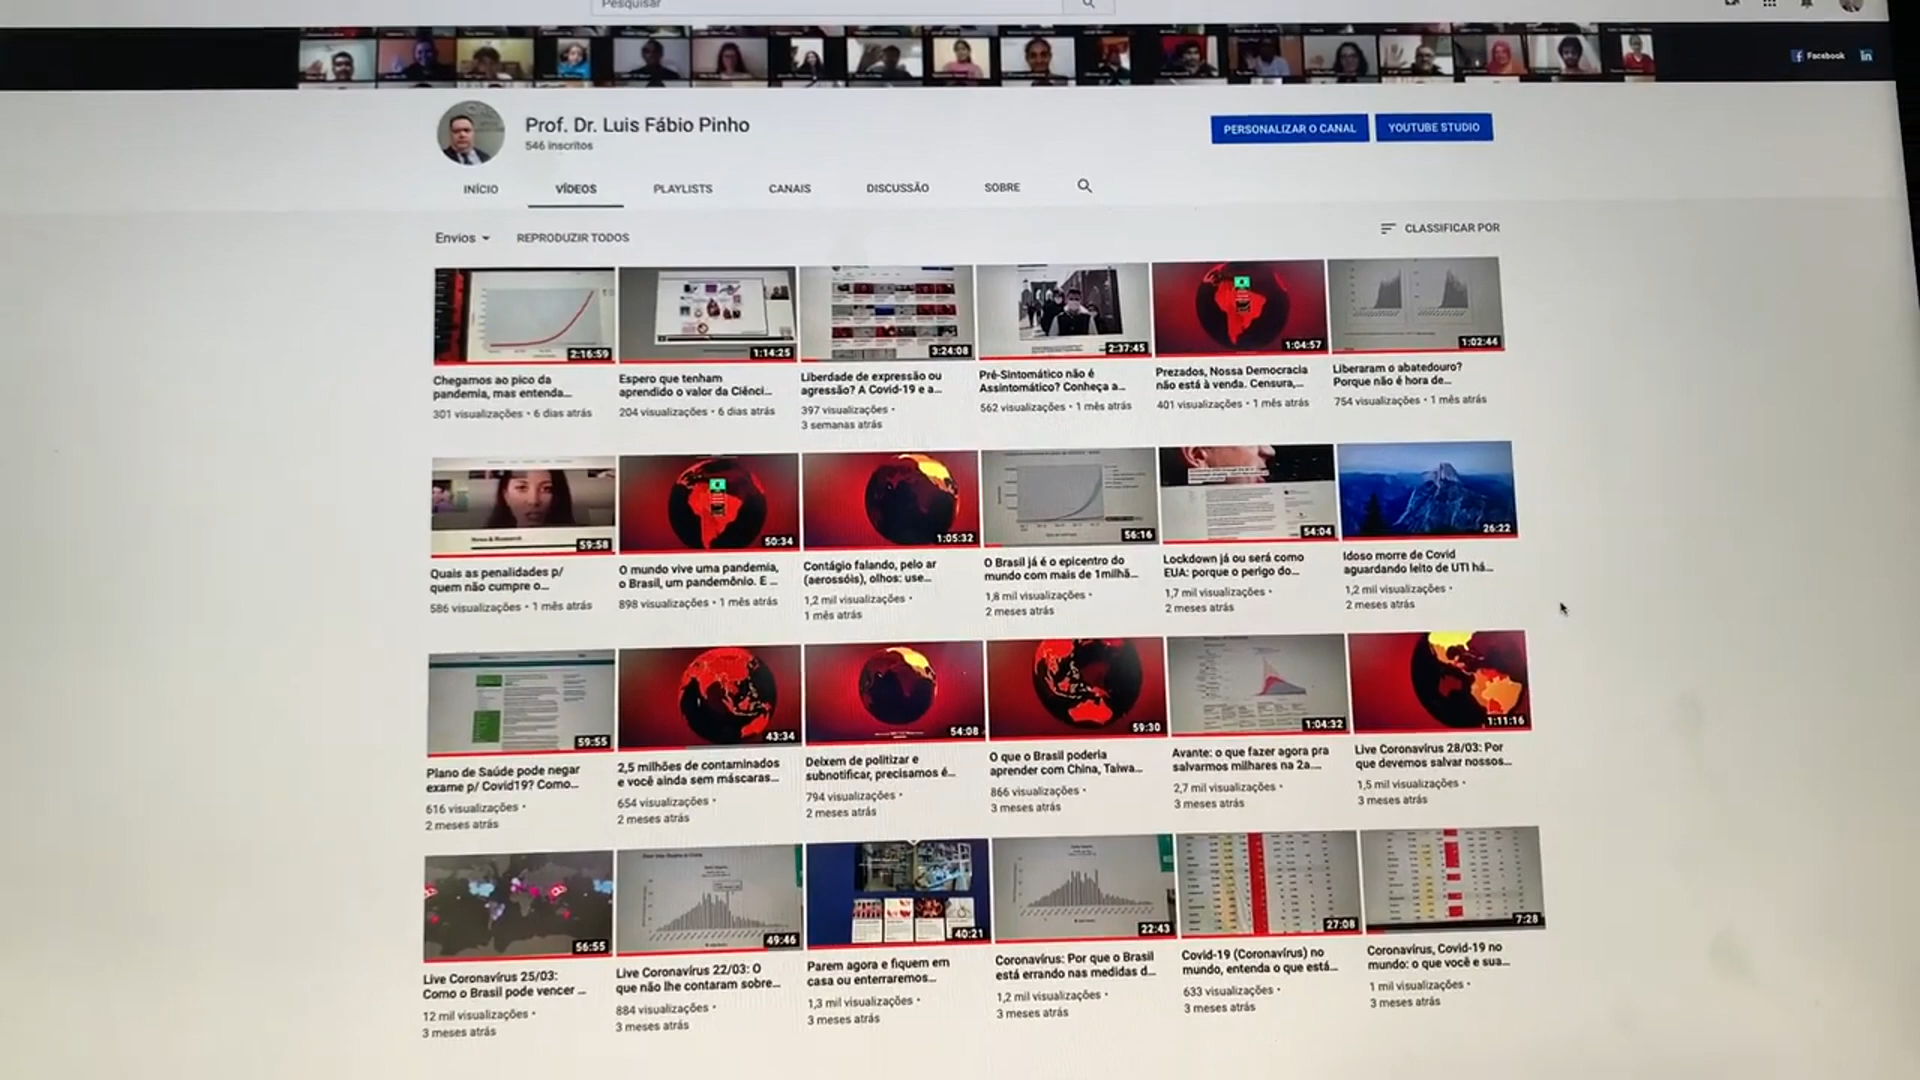 Pesquisar
Facebook
in
Prof. Dr. Luis Fábio Pinho
546 inscritos
PERSONALIZAR O CANAL
YOUTUBE STUDIO
INÍCIO
VÍDEOS
PLAYLISTS
CANAIS
DISCUSSÃO
SOBRE
Envios
REPRODUZIR TODOS
CLASSIFICAR POR
2:16:59
1:14:25
3:24:08
2:37:45
1:04:57
1:02:44
Chegamos ao pico da
pandemia, mas entenda...
301 visualizações • 6 dias atrás
Espero que tenham
aprendido o valor da Ciênci...
204 visualizações • 6 dias atrás
Liberdade de expressão ou
agressão? A Covid-19 e a...
397 visualizações •
3 semanas atrás
Pré-Sintomático não é
Assintomático? Conheça a...
562 visualizações • 1 mês atrás
Prezados, Nossa Democracia
não está à venda. Censura,...
401 visualizações • 1 mês atrás
Liberaram o abatedouro?
Porque não é hora de...
754 visualizações • 1 mês atrás
59:58
50:34
1:05:32
56:16
54:04
26:22
Quais as penalidades p/
quem não cumpre o...
586 visualizações • 1 mês atrás
O mundo vive uma pandemia,
o Brasil, um pandemônio. E ...
898 visualizações • 1 mês atrás
Contágio falando, pelo ar
(aerossóis), olhos: use...
1,2 mil visualizações •
1 mês atrás
O Brasil já é o epicentro do
mundo com mais de 1milhã...
1,8 mil visualizações •
2 meses atrás
Lockdown já ou será como
EUA: porque o perigo do...
1,7 mil visualizações •
2 meses atrás
Idoso morre de Covid
aguardando leito de UTI há...
1,2 mil visualizações •
2 meses atrás
59:55
43:34
54:08
59:30
1:04:32
1:11:16
Plano de Saúde pode negar
exame p/ Covid19? Como...
616 visualizações •
2 meses atrás
2,5 milhões de contaminados
e você ainda sem máscaras...
654 visualizações •
2 meses atrás
Deixem de politizar e
subnotificar, precisamos é...
794 visualizações •
2 meses atrás
O que o Brasil poderia
aprender com China, Taiwa...
866 visualizações •
3 meses atrás
Avante: o que fazer agora pra
salvarmos milhares na 2a....
2,7 mil visualizações •
3 meses atrás
Live Coronavírus 28/03: Por
que devemos salvar nossos...
1,5 mil visualizações •
3 meses atrás
56:55
49:46
40:21
22:43
27:08
7:28
Live Coronavírus 25/03:
Como o Brasil pode vencer ...
12 mil visualizações •
3 meses atrás
Live Coronavírus 22/03: O
que não lhe contaram sobre...
884 visualizações •
3 meses atrás
Parem agora e fiquem em
casa ou enterraremos...
1,3 mil visualizações •
3 meses atrás
Coronavírus: Por que o Brasil
está errando nas medidas d...
1,2 mil visualizações •
3 meses atrás
Covid-19 (Coronavírus) no
mundo, entenda o que está...
633 visualizações •
3 meses atrás
Coronavírus, Covid-19 no
mundo: o que você e sua...
1 mil visualizações •
3 meses atrás